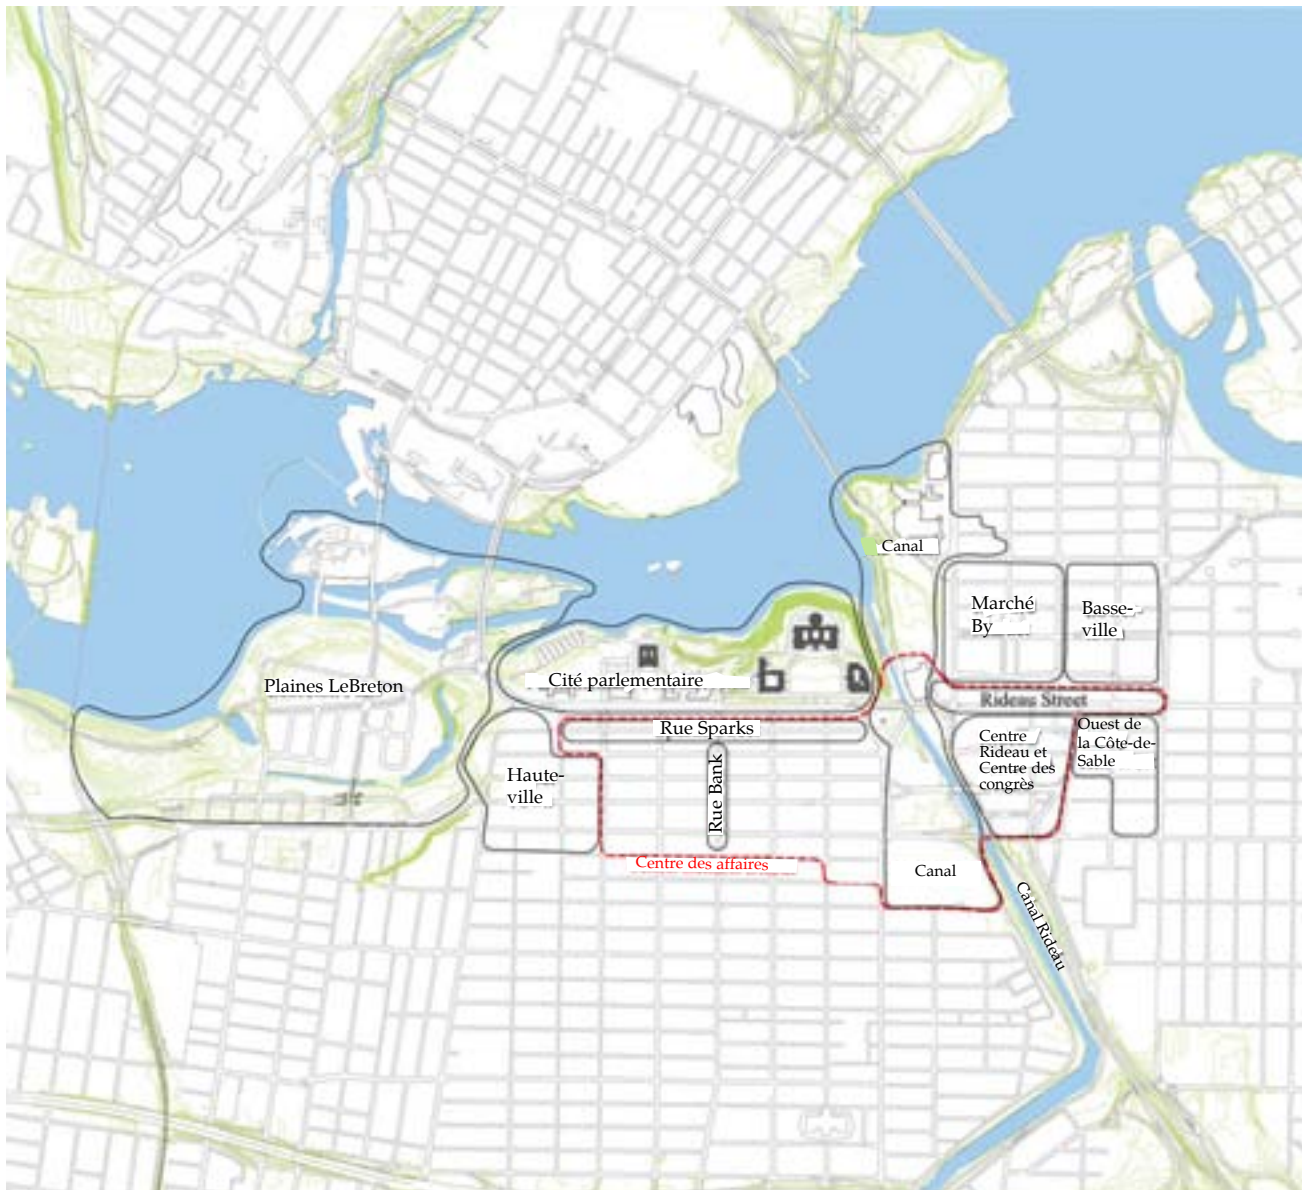 Canal
Marché
By
Basse-
ville
Plaines LeBreton
Cité parlementaire
Rideau Street
Rue Sparks
Centre
Rideau et
Centre des
congrès
Ouest de
la Côte-de-
Sable
Haute-
ville
Rue Bank
Centre des affaires
Canal
Canal Rideau